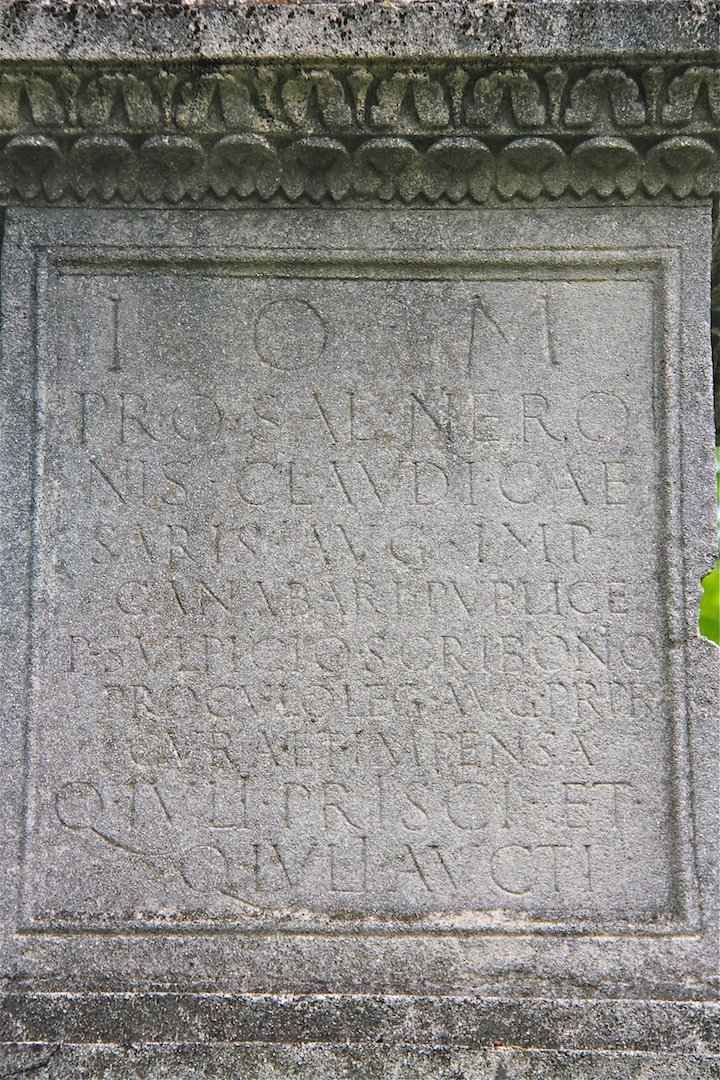 I O M
PRO·SAL·NERO
NIS·CLAVDI·CAE
SARIS·AVG·IMP·
CANABARI·PVBLICE
P·SVLPICIO SCRIBONO
PROCVLO LEG·AVG·PR·PR
CVRA ET·IMPENSA
Q·IVLI·PRISCI·ET·
Q·IVLI·AVCTI